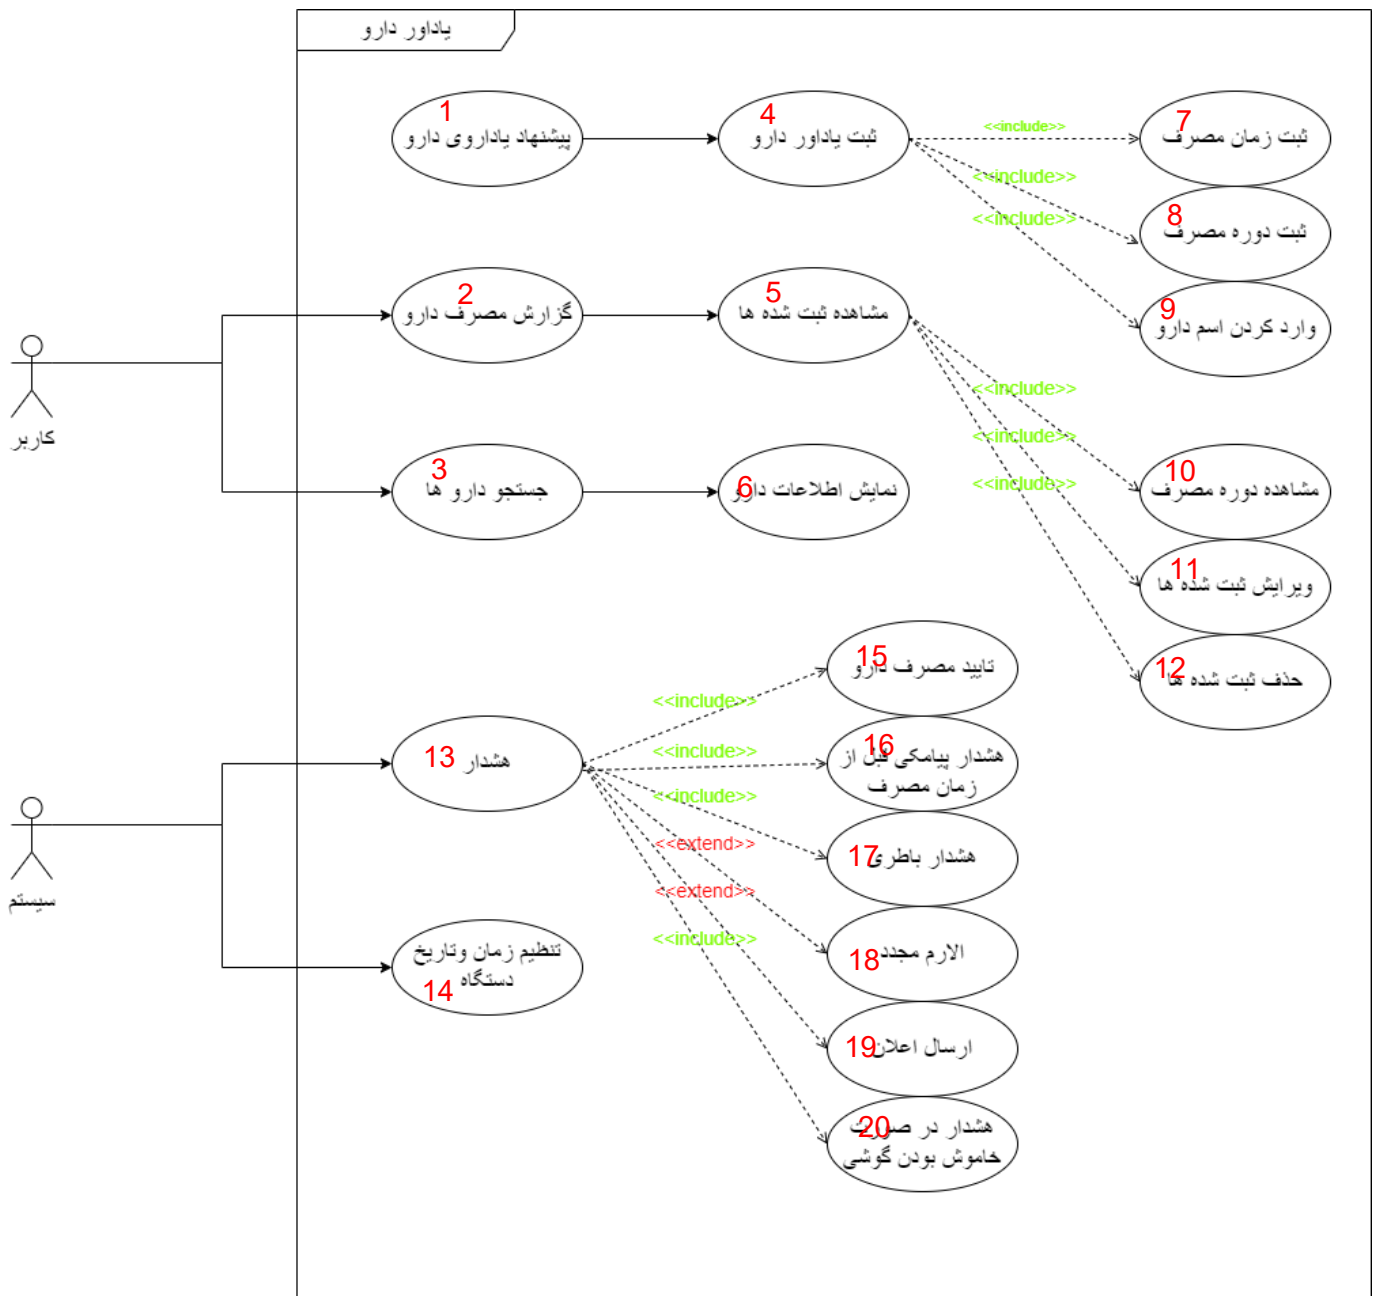 یاداور دارو
1
پیشنهاد یاداروی دارو
4
ثبت یاداور دارو
<<include>>
7
ثبت زمان مصرف
<<include>>
8
ثبت دوره مصرف
<<include>>
9
وارد کردن اسم دارو
2
گزارش مصرف دارو
5
مشاهده ثبت شده ها
کاربر
<<include>>
<<include>>
<<include>>
3
جستجو دارو ها
6
نمایش اطلاعات دارو
10
مشاهده دوره مصرف
11
ویرایش ثبت شده ها
12
حذف ثبت شده ها
15
تایید مصرف دارو
<<include>>
13
هشدار
<<include>>
16
هشدار پیامکی قبل از
زمان مصرف
<<include>>
17
هشدار باطری
<<extend>>
<<extend>>
<<include>>
سیستم
18
الارم مجدد
تنظیم زمان وتاریخ
دستگاه
14
19
ارسال اعلان
20
هشدار در صورت
خاموش بودن گوشی